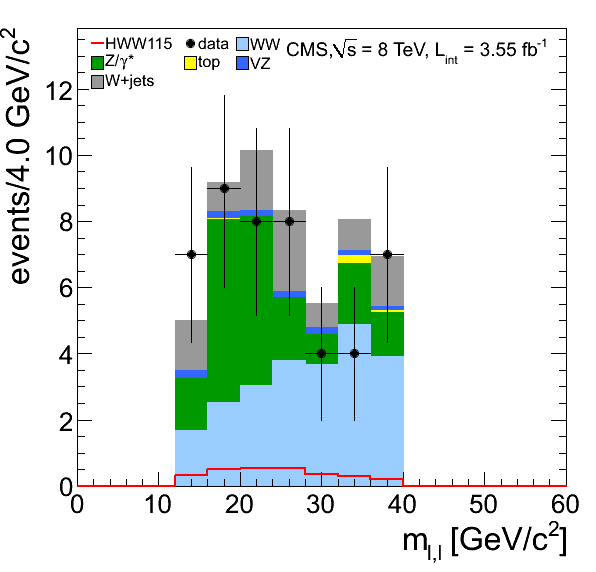 HWW115 data WW CMS,√s = 8 TeV, L_int = 3.55 fb⁻¹
Z/γ* top VZ
W+jets
events/4.0 GeV/c²
12
10
8
6
4
2
0
0 10 20 30 40 50 60
m_l,l [GeV/c²]